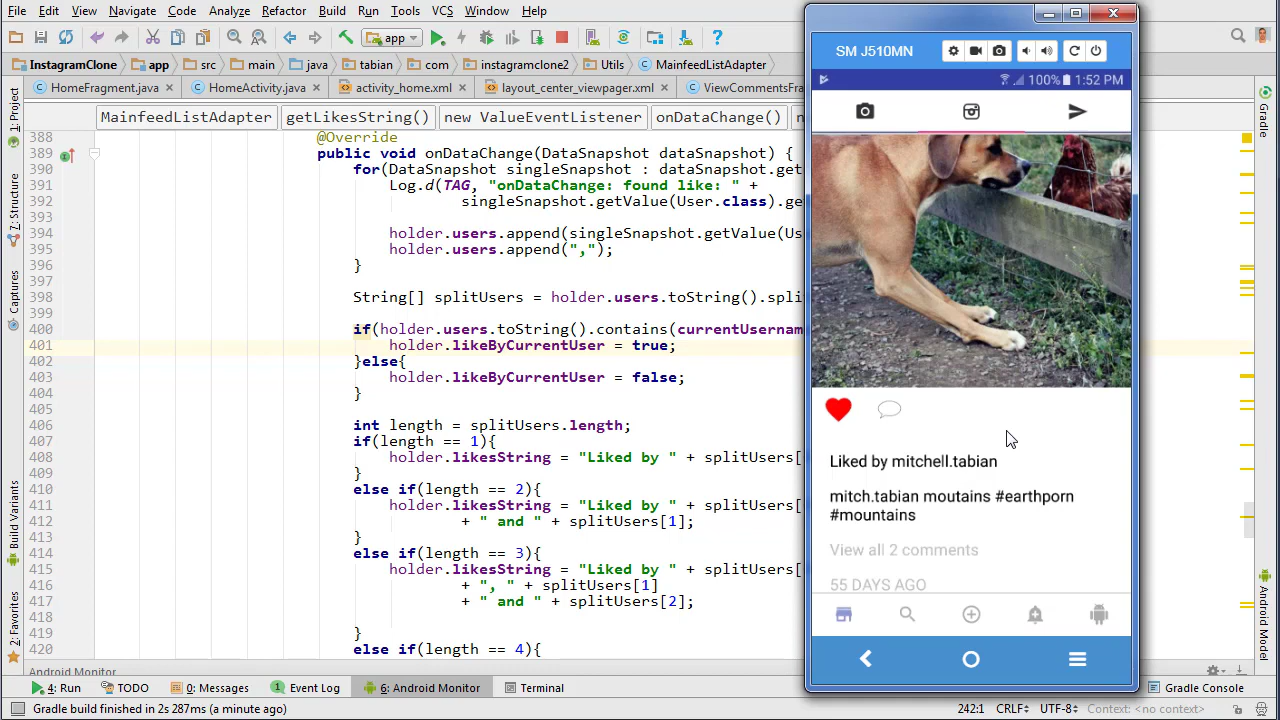 File Edit View Navigate Code Analyze Refactor Build Run Tools VCS Window Help
app
InstagramClone app src main java tabian com instagramclone2 Utils MainfeedListAdapter
HomeFragment.java HomeActivity.java activity_home.xml layout_center_viewpager.xml ViewCommentsFra
MainfeedListAdapter getLikesString() new ValueEventListener onDataChange()
388 @Override
389 public void onDataChange(DataSnapshot dataSnapshot) {
390 for(DataSnapshot singleSnapshot : dataSnapshot.get
391 Log.d(TAG, "onDataChange: found like: " +
392 singleSnapshot.getValue(User.class).ge
393
394 holder.users.append(singleSnapshot.getValue(Us
395 holder.users.append(",");
396 }
397
398 String[] splitUsers = holder.users.toString().spli
399
400 if(holder.users.toString().contains(currentUsernam
401 holder.likeByCurrentUser = true;
402 }else{
403 holder.likeByCurrentUser = false;
404 }
405
406 int length = splitUsers.length;
407 if(length == 1){
408 holder.likesString = "Liked by " + splitUsers[
409 }
410 else if(length == 2){
411 holder.likesString = "Liked by " + splitUsers[
412 + " and " + splitUsers[1];
413 }
414 else if(length == 3){
415 holder.likesString = "Liked by " + splitUsers[
416 + ", " + splitUsers[1]
417 + " and " + splitUsers[2];
418
419 }
420 else if(length == 4){
1: Project
7: Structure
Captures
Build Variants
2: Favorites
Gradle
Android Model
SM J510MN
100% 1:52 PM
Liked by mitchell.tabian
mitch.tabian moutains #earthporn
#mountains
View all 2 comments
55 DAYS AGO
Android Monitor
4: Run TODO 0: Messages Event Log 6: Android Monitor Terminal Gradle Console
Gradle build finished in 2s 287ms (a minute ago) 242:1 CRLF÷ UTF-8÷ Context: <no context>